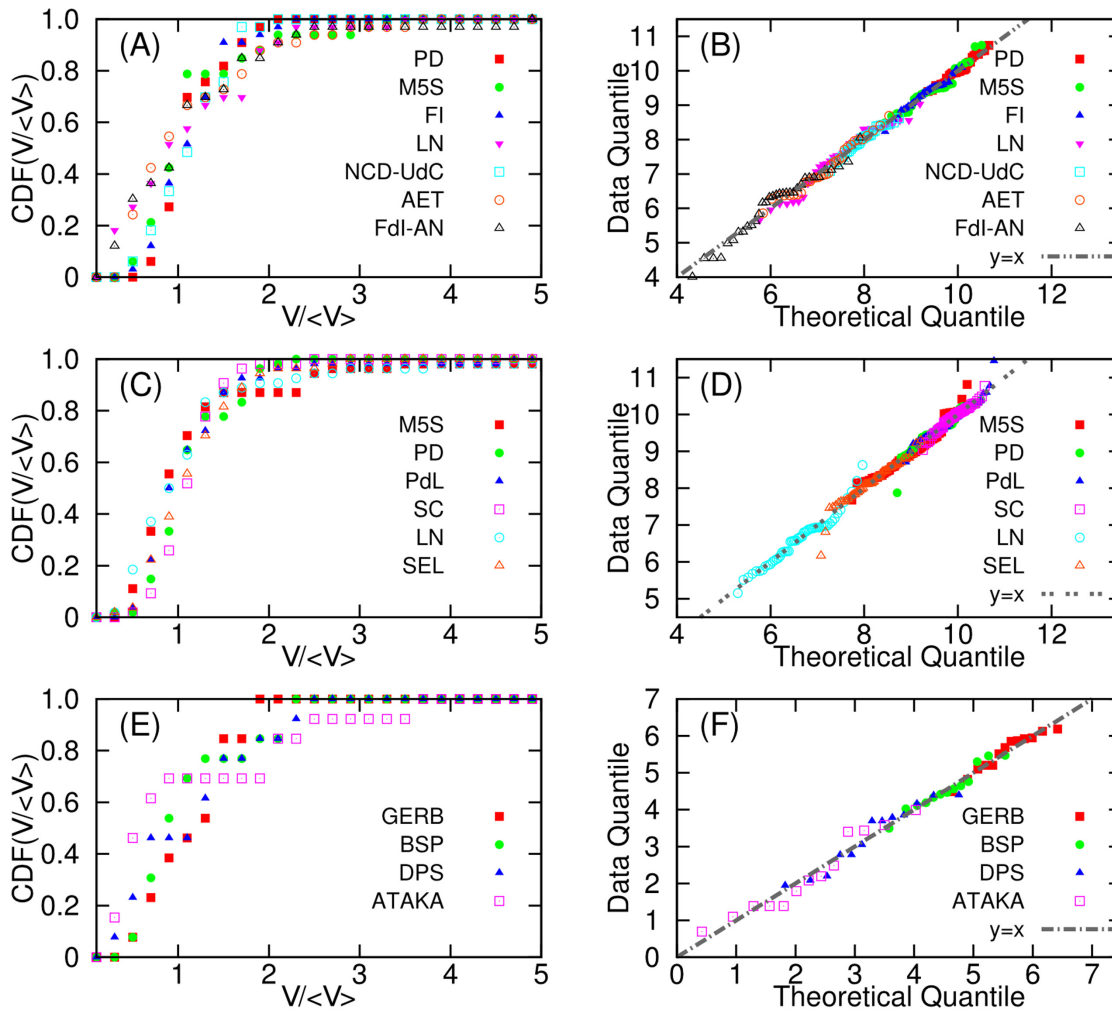 (A)
CDF(V/<V>)
1.0
0.8
0.6
0.4
0.2
0
PD
M5S
FI
LN
NCD-UdC
AET
FdI-AN
1 2 3 4 5
V/<V>
(B)
Data Quantile
11
10
9
8
7
6
5
4
PD
M5S
FI
LN
NCD-UdC
AET
FdI-AN
y=x
4 6 8 10 12
Theoretical Quantile
(C)
CDF(V/<V>)
1.0
0.8
0.6
0.4
0.2
0
M5S
PD
PdL
SC
LN
SEL
1 2 3 4 5
V/<V>
(D)
Data Quantile
11
10
9
8
7
6
5
M5S
PD
PdL
SC
LN
SEL
y=x
4 6 8 10 12
Theoretical Quantile
(E)
CDF(V/<V>)
1.0
0.8
0.6
0.4
0.2
0
GERB
BSP
DPS
ATAKA
1 2 3 4 5
V/<V>
(F)
Data Quantile
7
6
5
4
3
2
1
0
GERB
BSP
DPS
ATAKA
y=x
0 1 2 3 4 5 6 7
Theoretical Quantile